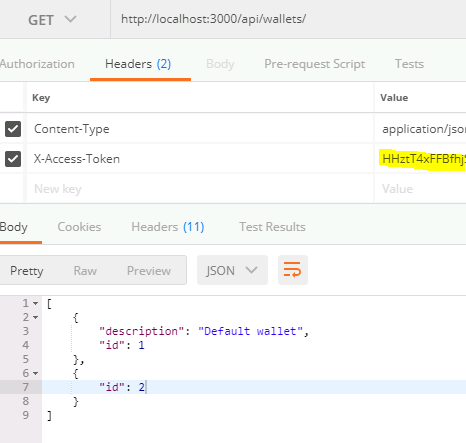 GET http://localhost:3000/api/wallets/
Authorization Headers (2) Body Pre-request Script Tests
Key Value
Content-Type application/jso
X-Access-Token HHztT4xFFBfhj
New key Value
Body Cookies Headers (11) Test Results
Pretty Raw Preview JSON
1 [
2 {
3 "description": "Default wallet",
4 "id": 1
5 },
6 {
7 "id": 2
8 }
9 ]